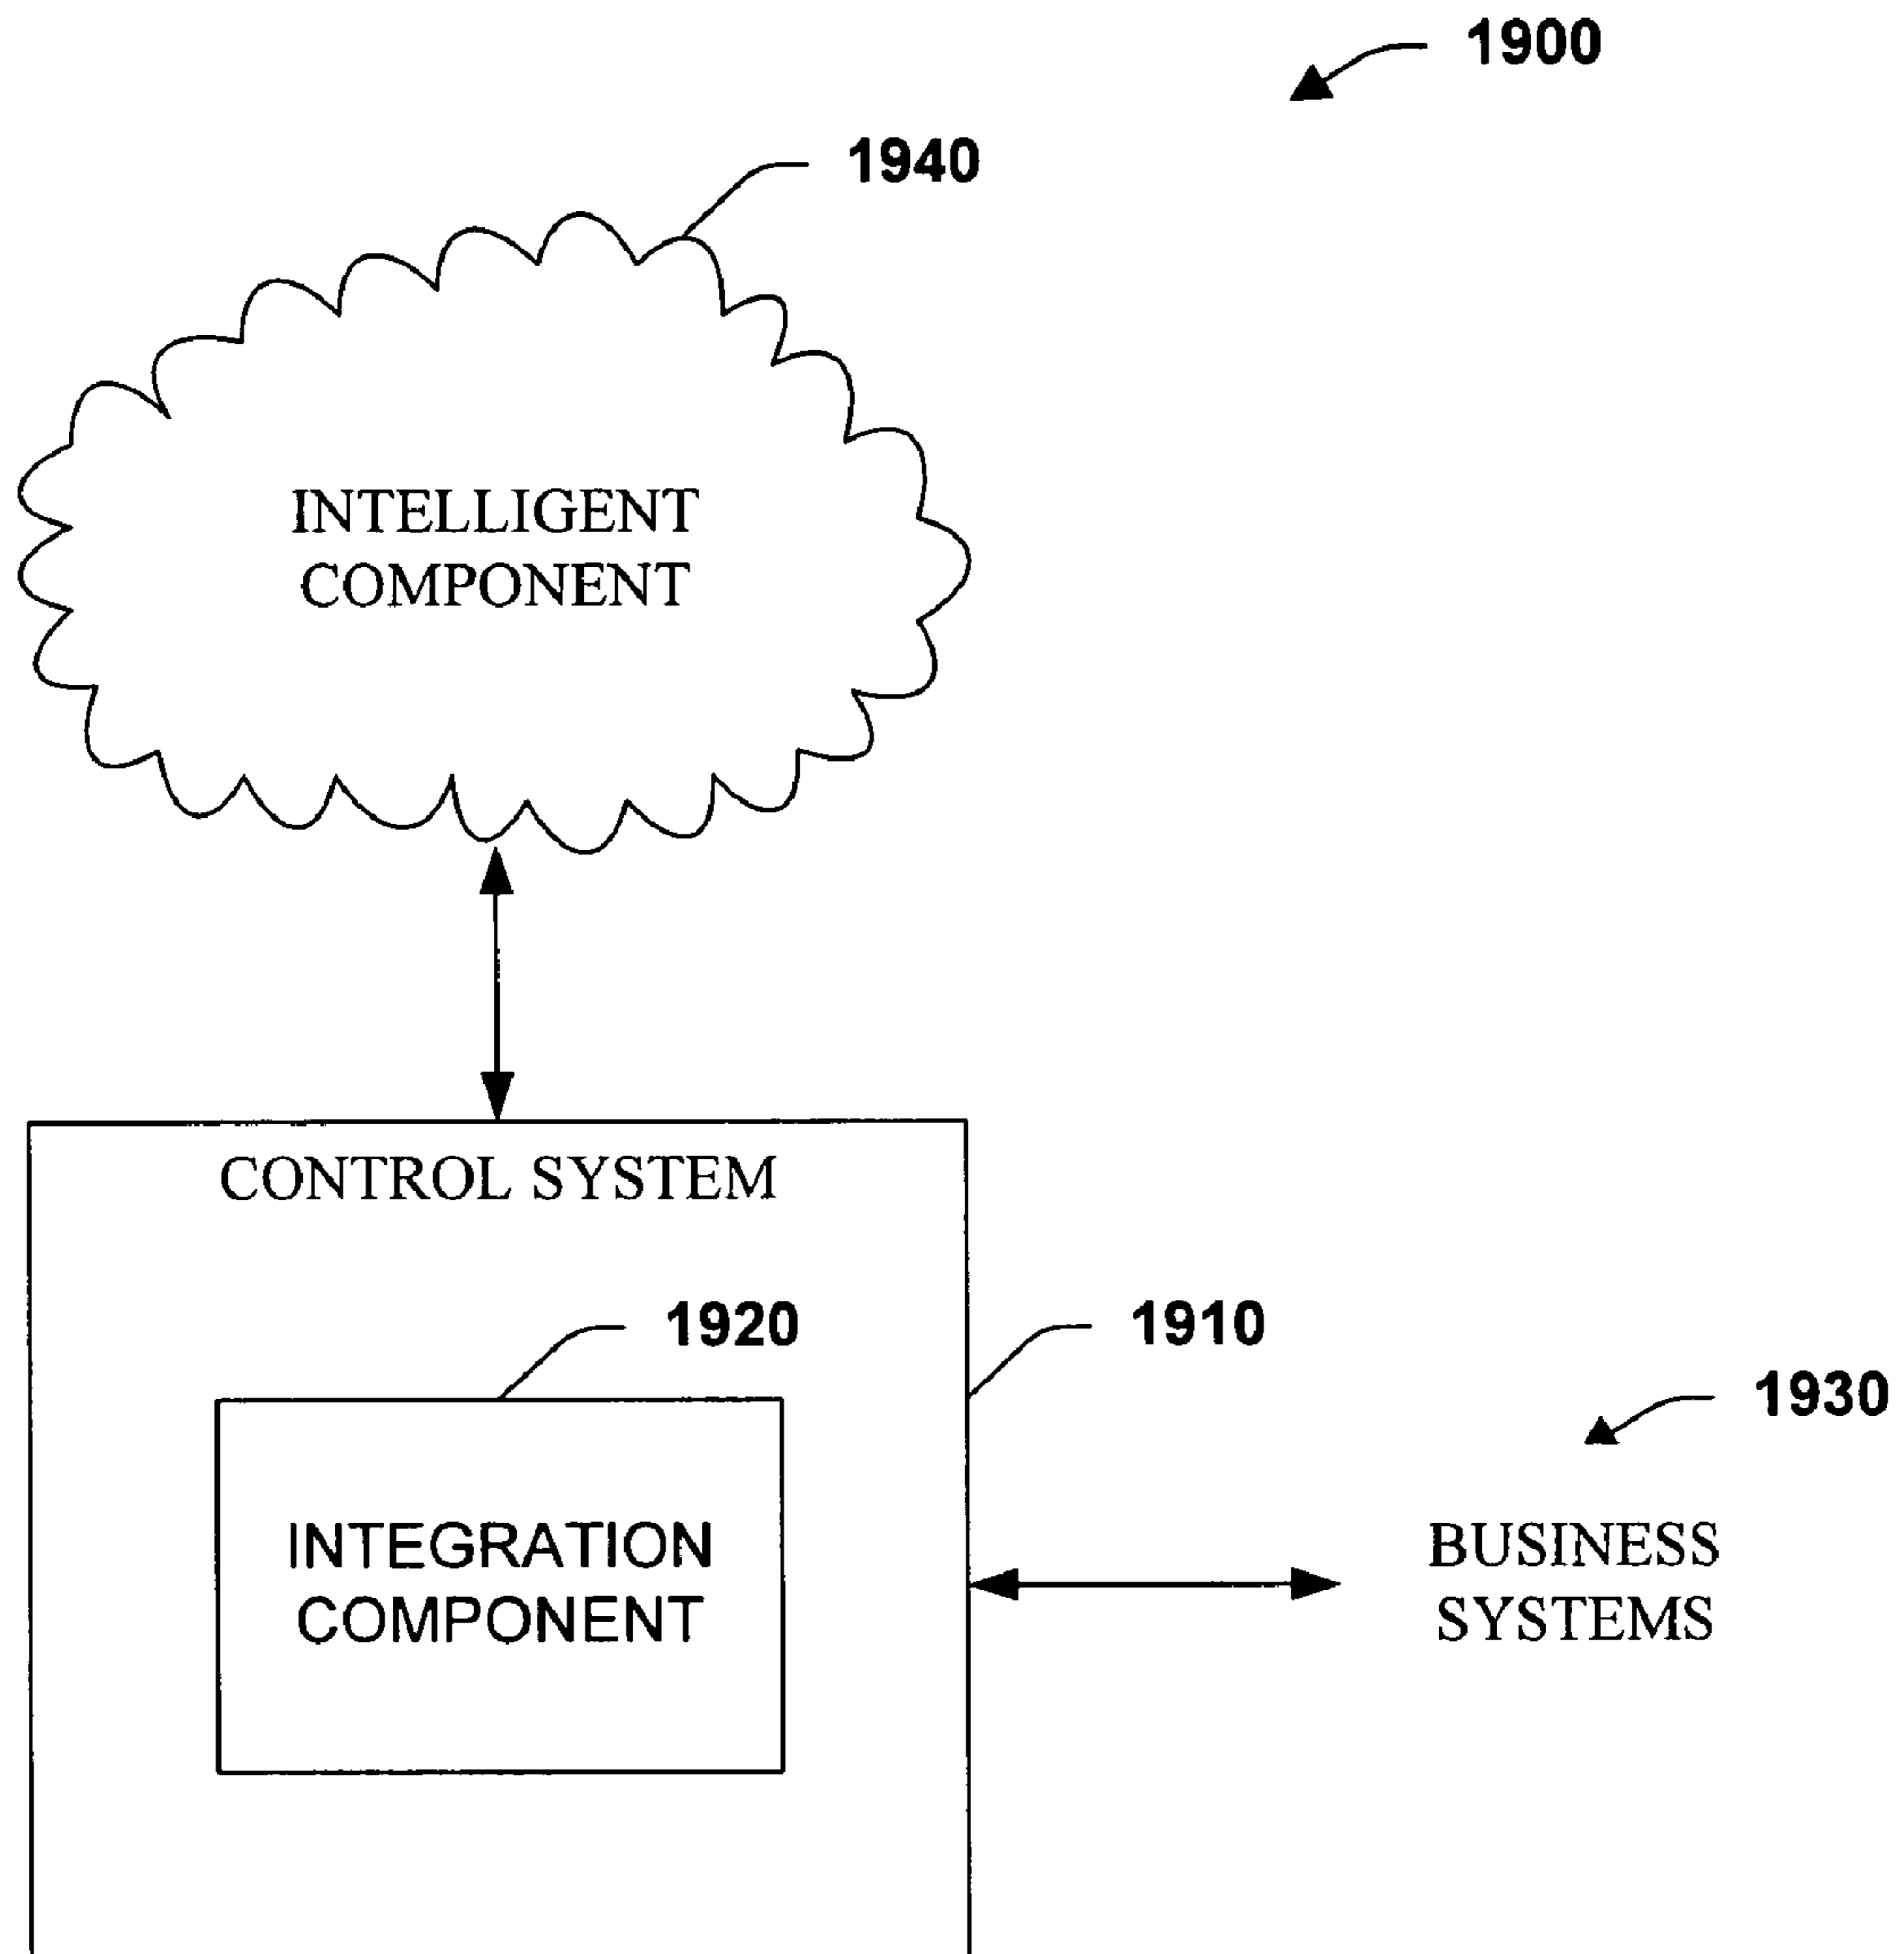 1900
1940
INTELLIGENT
COMPONENT
CONTROL SYSTEM
1920
1910
1930
INTEGRATION
COMPONENT
BUSINESS
SYSTEMS